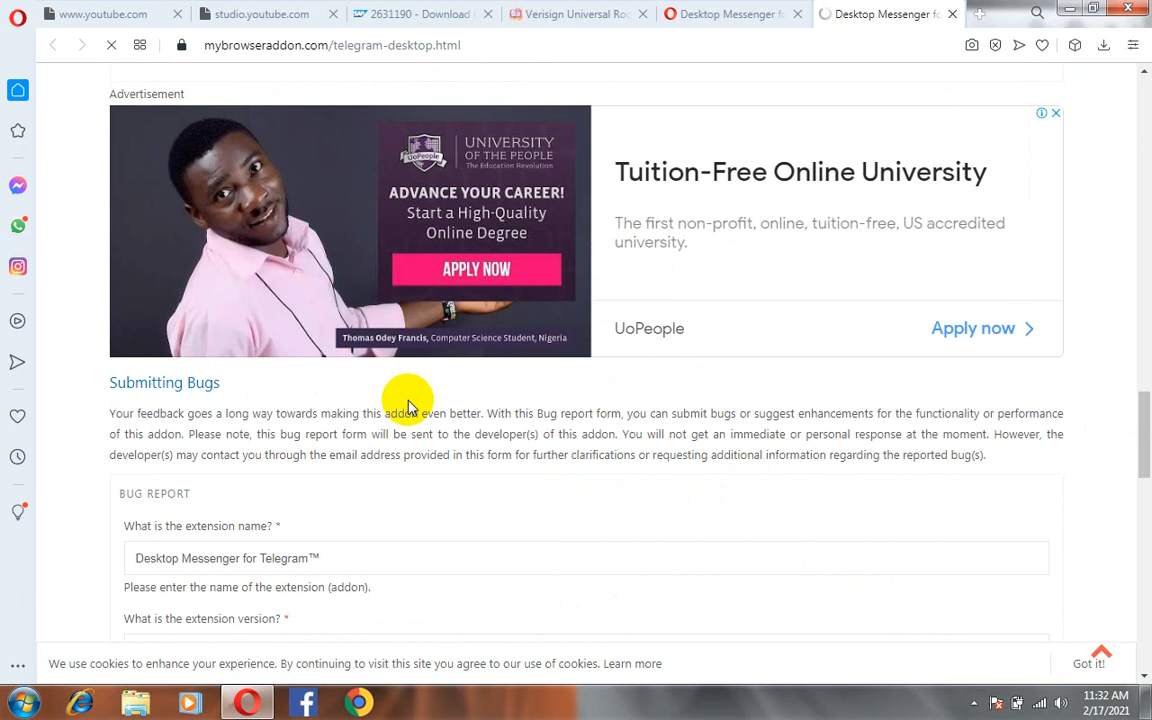 www.youtube.com
studio.youtube.com
2631190 - Download
Verisign Universal Roo
Desktop Messenger fo
Desktop Messenger fo
mybrowseraddon.com/telegram-desktop.html
Advertisement
UoPeople
UNIVERSITY
OF THE PEOPLE
The Education Revolution
ADVANCE YOUR CAREER!
Start a High-Quality
Online Degree
APPLY NOW
Thomas Odey Francis, Computer Science Student, Nigeria
Tuition-Free Online University
The first non-profit, online, tuition-free, US accredited
university.
UoPeople
Apply now
Submitting Bugs
Your feedback goes a long way towards making this addon even better. With this Bug report form, you can submit bugs or suggest enhancements for the functionality or performance
of this addon. Please note, this bug report form will be sent to the developer(s) of this addon. You will not get an immediate or personal response at the moment. However, the
developer(s) may contact you through the email address provided in this form for further clarifications or requesting additional information regarding the reported bug(s).
BUG REPORT
What is the extension name? *
Desktop Messenger for Telegram™
Please enter the name of the extension (addon).
What is the extension version? *
We use cookies to enhance your experience. By continuing to visit this site you agree to our use of cookies. Learn more
Got it!
11:32 AM
2/17/2021